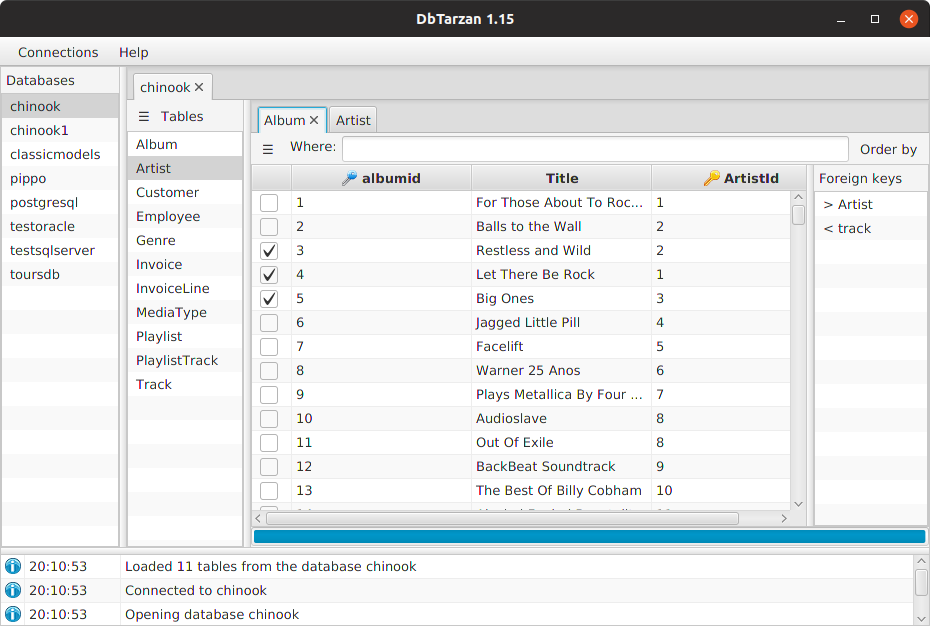 DbTarzan 1.15
Connections Help
Databases
chinook
chinook1
classicmodels
pippo
postgresql
testoracle
testsqlserver
toursdb
chinook
Tables
Album
Artist
Customer
Employee
Genre
Invoice
InvoiceLine
MediaType
Playlist
PlaylistTrack
Track
Album Artist
Where: Order by
albumid Title ArtistId
1 For Those About To Roc... 1
2 Balls to the Wall 2
3 Restless and Wild 2
4 Let There Be Rock 1
5 Big Ones 3
6 Jagged Little Pill 4
7 Facelift 5
8 Warner 25 Anos 6
9 Plays Metallica By Four ... 7
10 Audioslave 8
11 Out Of Exile 8
12 BackBeat Soundtrack 9
13 The Best Of Billy Cobham 10
Foreign keys
> Artist
< track
20:10:53 Loaded 11 tables from the database chinook
20:10:53 Connected to chinook
20:10:53 Opening database chinook